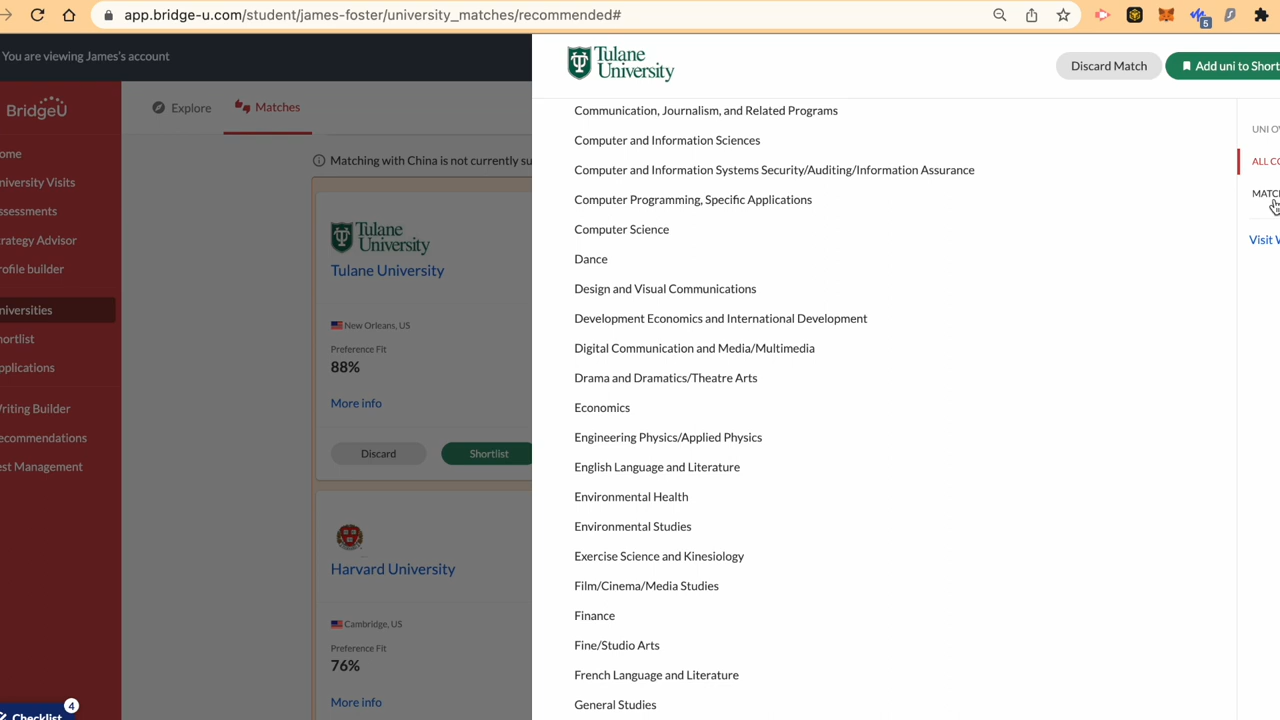 app.bridge-u.com/student/james-foster/university_matches/recommended#
5
You are viewing James's account
BridgeU
ome
niversity Visits
ssessments
rategy Advisor
rofile builder
niversities
hortlist
pplications
riting Builder
ecommendations
est Management
Checklist
4
Explore
Matches
Matching with China is not currently su
Tulane
University
Tulane University
New Orleans, US
Preference Fit
88%
More info
Discard
Shortlist
Harvard University
Cambridge, US
Preference Fit
76%
More info
Tulane
University
Discard Match
Add uni to Short
Communication, Journalism, and Related Programs
Computer and Information Sciences
Computer and Information Systems Security/Auditing/Information Assurance
Computer Programming, Specific Applications
Computer Science
Dance
Design and Visual Communications
Development Economics and International Development
Digital Communication and Media/Multimedia
Drama and Dramatics/Theatre Arts
Economics
Engineering Physics/Applied Physics
English Language and Literature
Environmental Health
Environmental Studies
Exercise Science and Kinesiology
Film/Cinema/Media Studies
Finance
Fine/Studio Arts
French Language and Literature
General Studies
UNI OV
ALL CO
MATC
Visit W